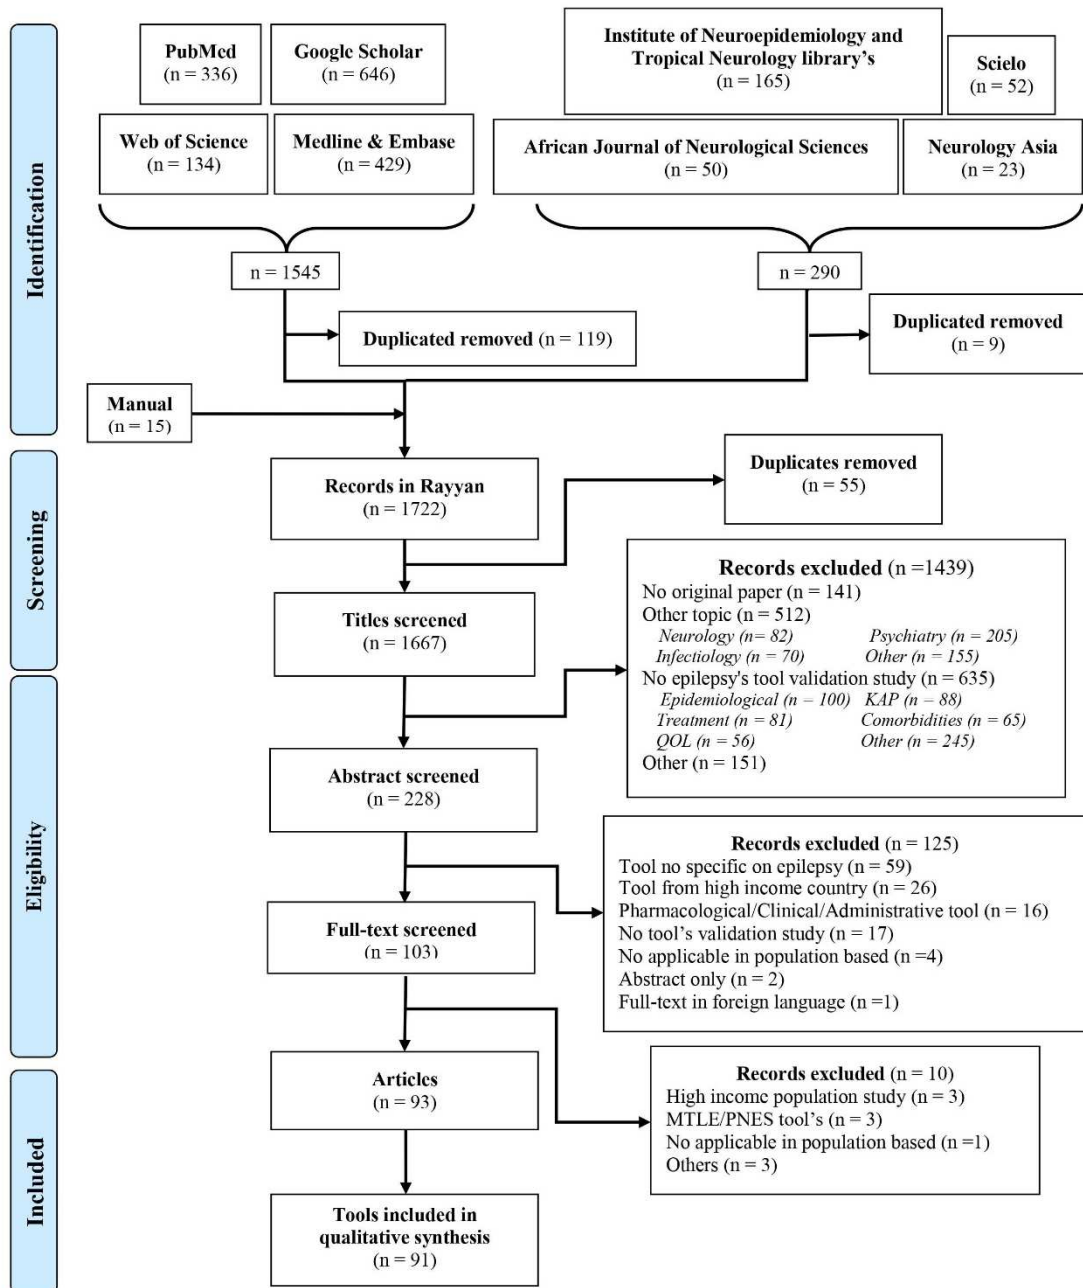 Identification
PubMed
(n = 336)
Google Scholar
(n = 646)
Web of Science
(n = 134)
Medline & Embase
(n = 429)
Institute of Neuroepidemiology and
Tropical Neurology library's
(n = 165)
Scielo
(n = 52)
African Journal of Neurological Sciences
(n = 50)
Neurology Asia
(n = 23)
n = 1545
n = 290
Duplicated removed (n = 119)
Duplicated removed
(n = 9)
Manual
(n = 15)
Screening
Records in Rayyan
(n = 1722)
Duplicates removed
(n = 55)
Titles screened
(n = 1667)
Records excluded (n =1439)
No original paper (n = 141)
Other topic (n = 512)
Neurology (n= 82) Psychiatry (n = 205)
Infectiology (n = 70) Other (n = 155)
No epilepsy's tool validation study (n = 635)
Epidemiological (n – 100) KAP (n – 88)
Treatment (n = 81) Comorbidities (n = 65)
QOL (n = 56) Other (n = 245)
Other (n = 151)
Eligibility
Abstract screened
(n = 228)
Records excluded (n = 125)
Tool no specific on epilepsy (n = 59)
Tool from high income country (n = 26)
Pharmacological/Clinical/Administrative tool (n = 16)
No tool's validation study (n = 17)
No applicable in population based (n =4)
Abstract only (n = 2)
Full-text in foreign language (n =1)
Full-text screened
(n = 103)
Included
Articles
(n = 93)
Records excluded (n = 10)
High income population study (n = 3)
MTLE/PNES tool's (n = 3)
No applicable in population based (n =1)
Others (n = 3)
Tools included in
qualitative synthesis
(n = 91)